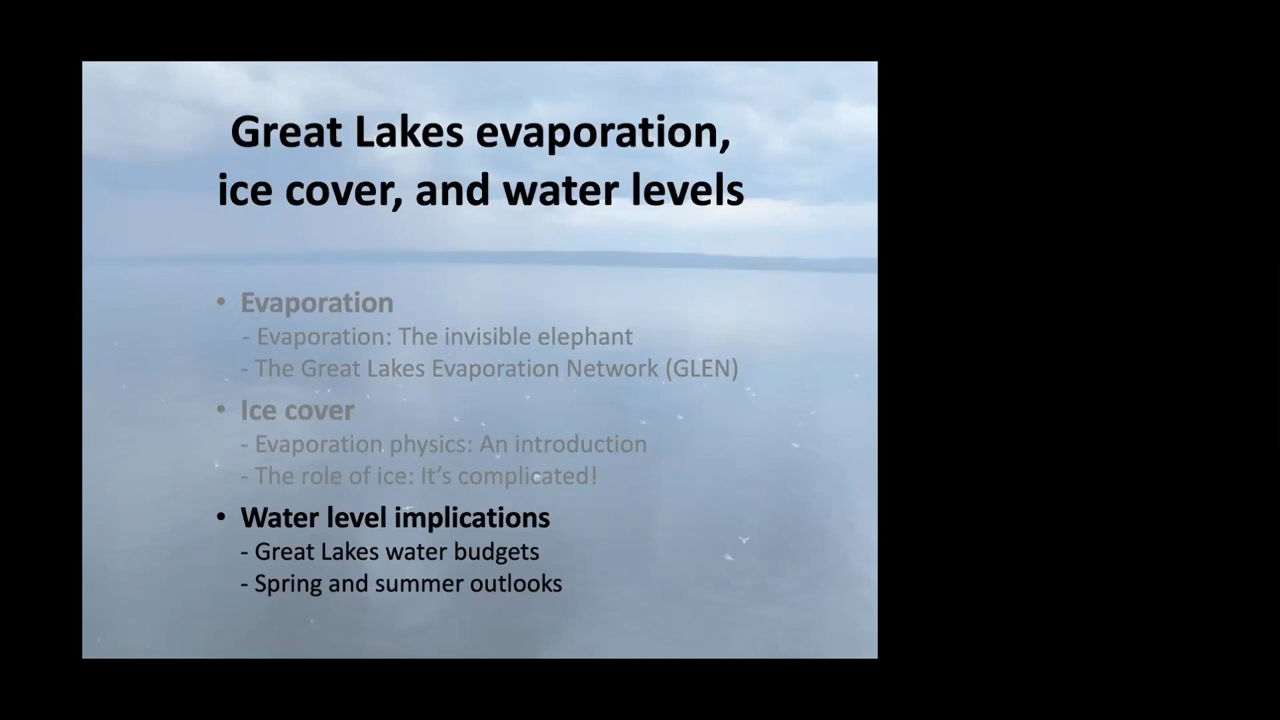 Great Lakes evaporation,
ice cover, and water levels
• Evaporation
- Evaporation: The invisible elephant
- The Great Lakes Evaporation Network (GLEN)
• Ice cover
- Evaporation physics: An introduction
- The role of ice: It’s complicated!
• Water level implications
- Great Lakes water budgets
- Spring and summer outlooks